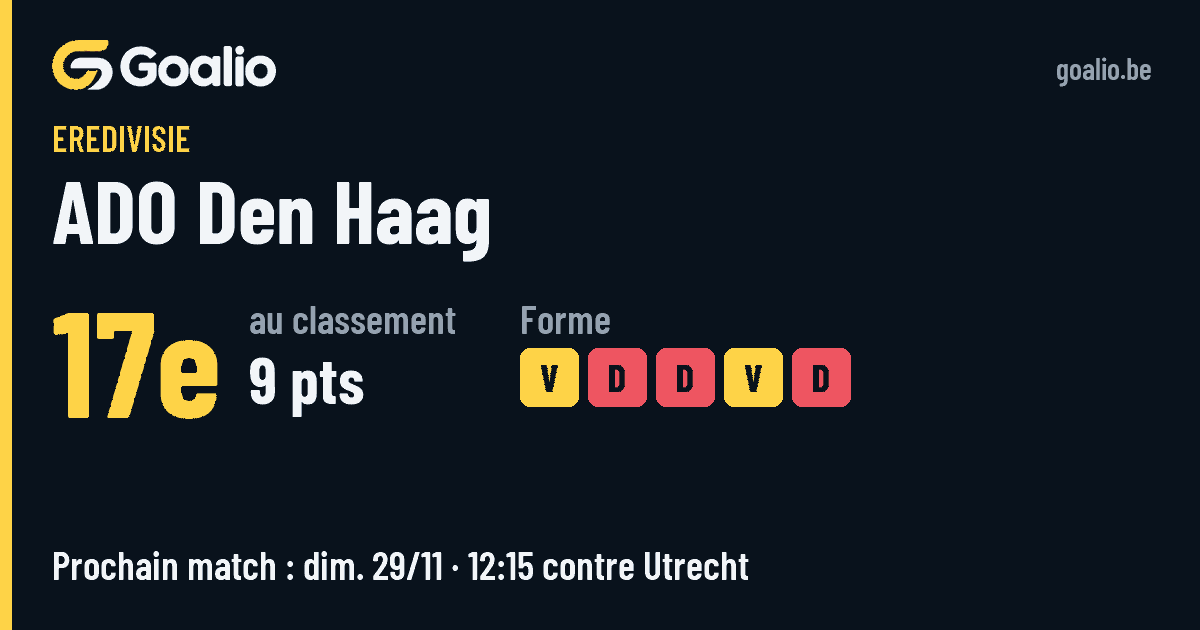 Goalio
goalio.be
EREDIVISIE
ADO Den Haag
17e
au classement
9 pts
Forme
V D D V D
Prochain match : dim. 29/11 · 12:15 contre Utrecht